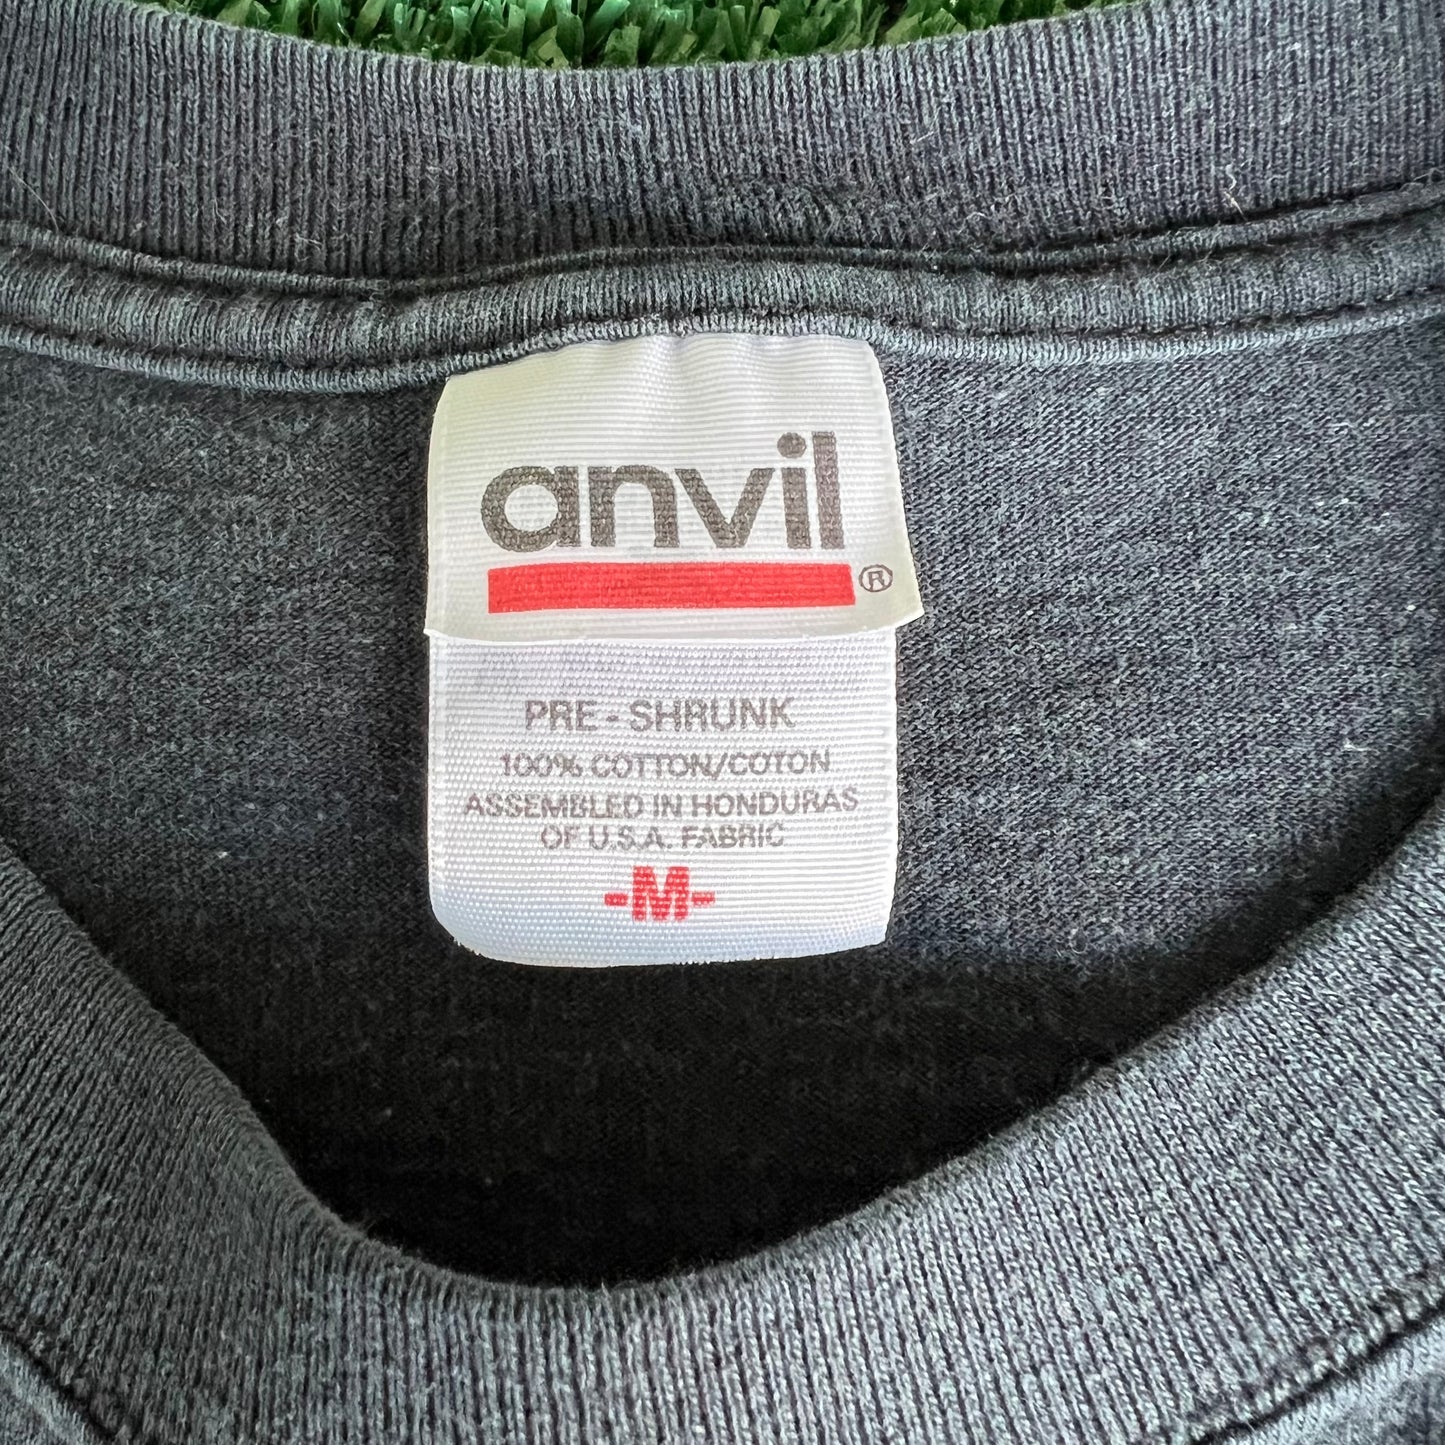 anvil
®
PRE - SHRUNK
100% COTTON/COTON
ASSEMBLED IN HONDURAS
OF U.S.A. FABRIC
-M-